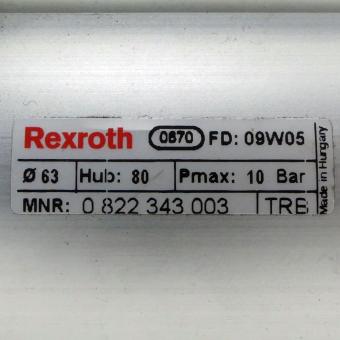 Rexroth 0670 FD: 09W05
Ø 63 Hub: 80 Pmax: 10 Bar
MNR: 0 822 343 003 TRB
Made in Hungary